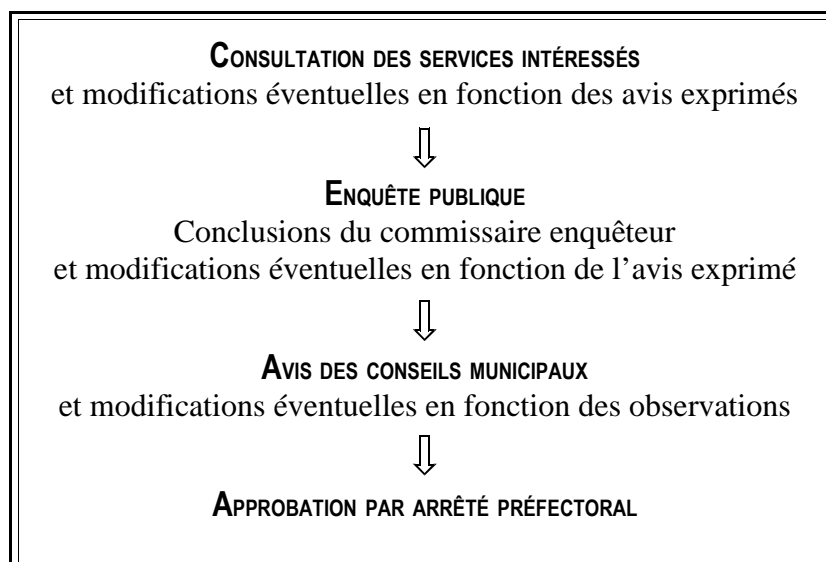 CONSULTATION DES SERVICES INTÉRESSÉS
et modifications éventuelles en fonction des avis exprimés
⇩
ENQUÊTE PUBLIQUE
Conclusions du commissaire enquêteur
et modifications éventuelles en fonction de l’avis exprimé
⇩
AVIS DES CONSEILS MUNICIPAUX
et modifications éventuelles en fonction des observations
⇩
APPROBATION PAR ARRÊTÉ PRÉFECTORAL